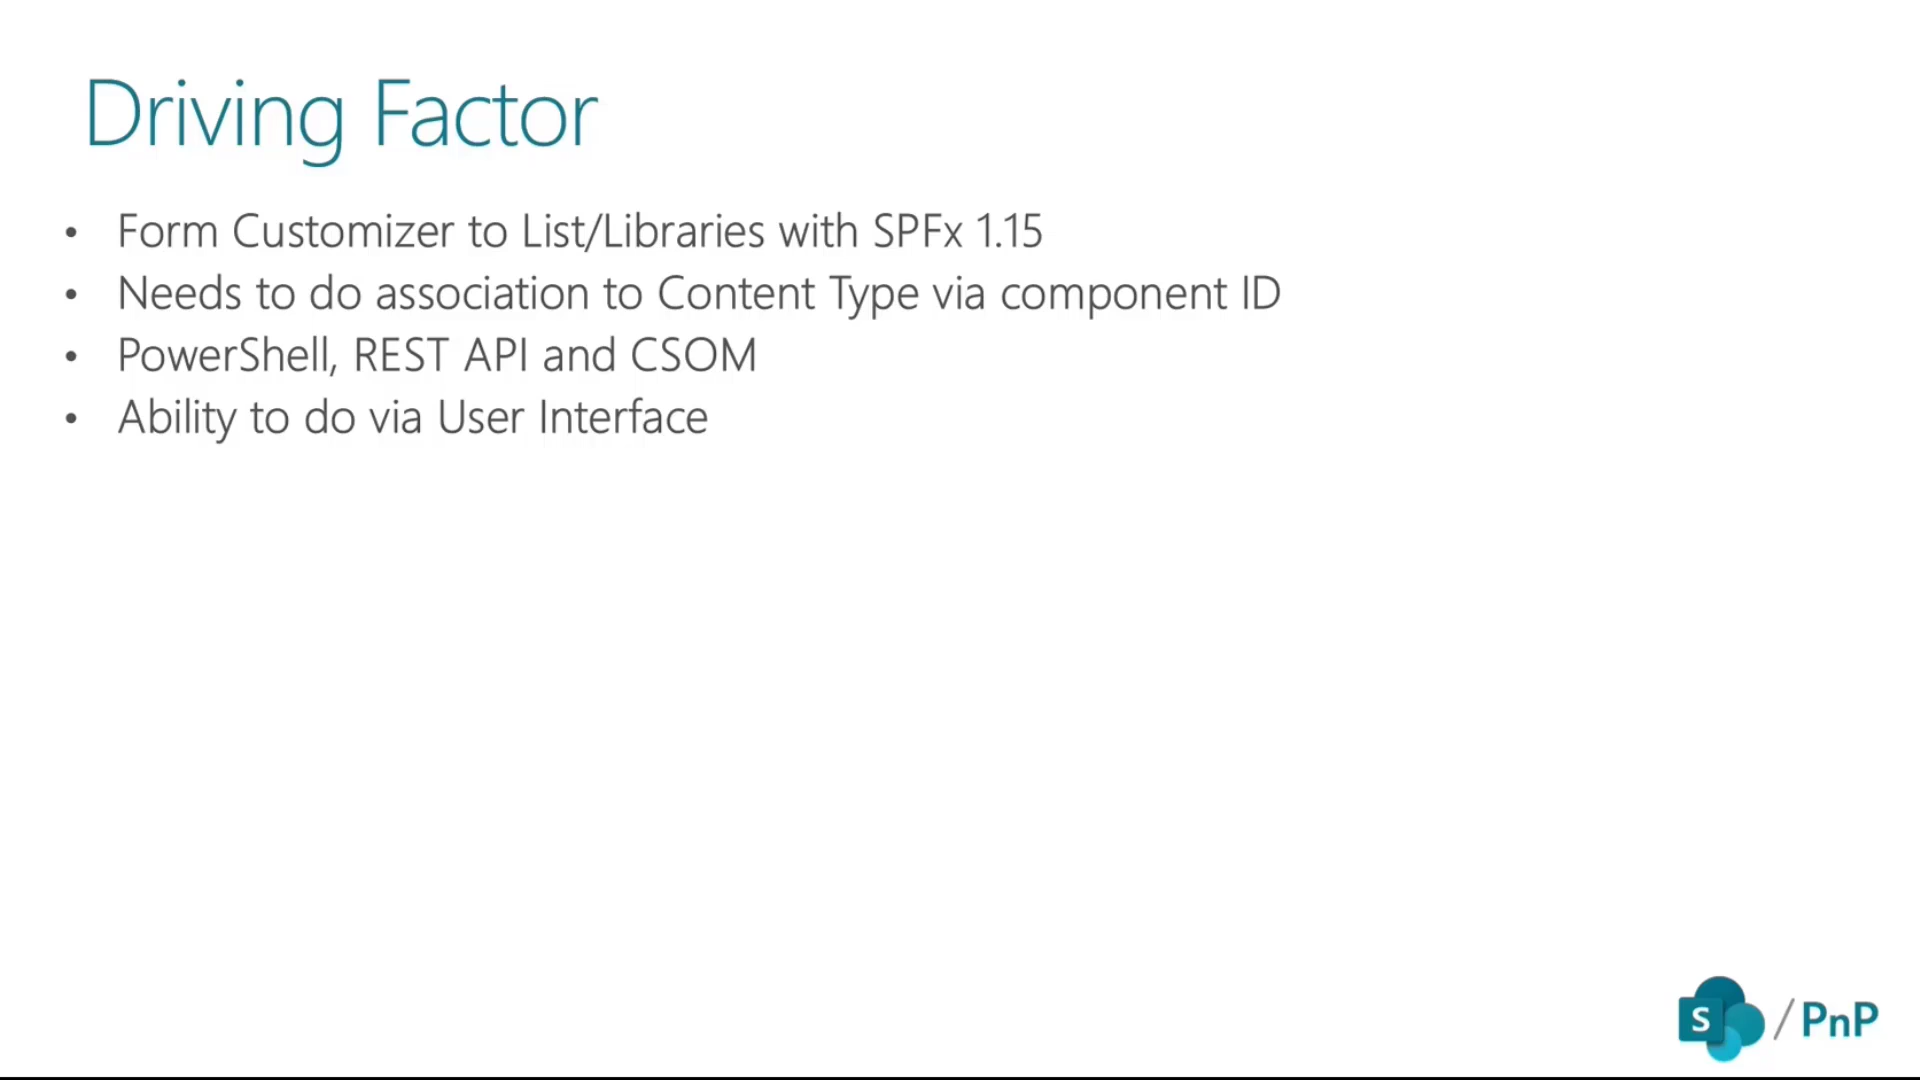 Driving Factor
• Form Customizer to List/Libraries with SPFx 1.15
• Needs to do association to Content Type via component ID
• PowerShell, REST API and CSOM
• Ability to do via User Interface
S / PnP